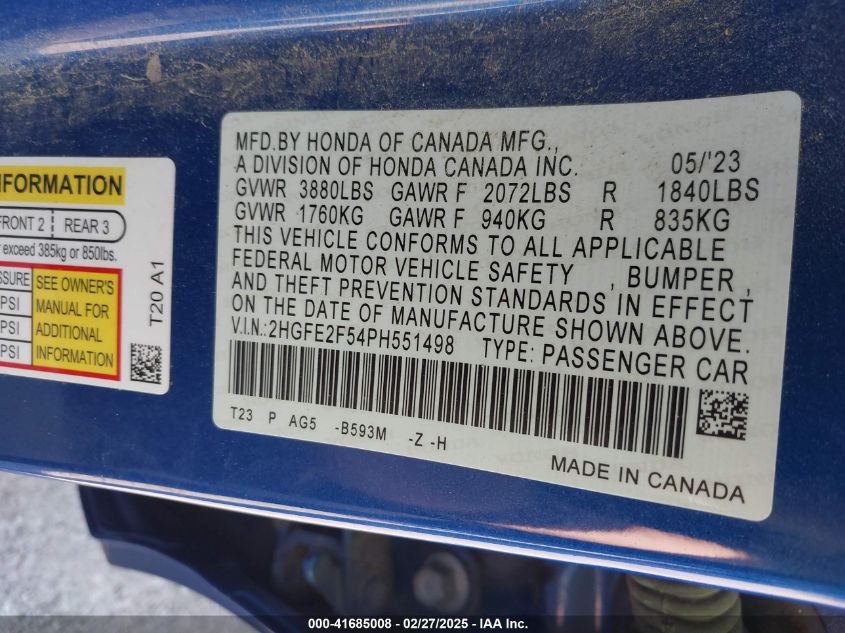 MFD.BY HONDA OF CANADA MFG.,
A DIVISION OF HONDA CANADA INC. 05/'23
GVWR 3880LBS GAWR F 2072LBS R 1840LBS
GVWR 1760KG GAWR F 940KG R 835KG
THIS VEHICLE CONFORMS TO ALL APPLICABLE
FEDERAL MOTOR VEHICLE SAFETY , BUMPER ,
AND THEFT PREVENTION STANDARDS IN EFFECT
ON THE DATE OF MANUFACTURE SHOWN ABOVE.
V.I.N.:2HGFE2F54PH551498 TYPE: PASSENGER CAR
T23 P AG5 -B593M -Z -H
MADE IN CANADA
INFORMATION
FRONT 2 REAR 3
exceed 385kg or 850lbs.
SEE OWNER'S
PSI MANUAL FOR
PSI ADDITIONAL
PSI INFORMATION
T20 A1
000-41685008 - 02/27/2025 - IAA Inc.